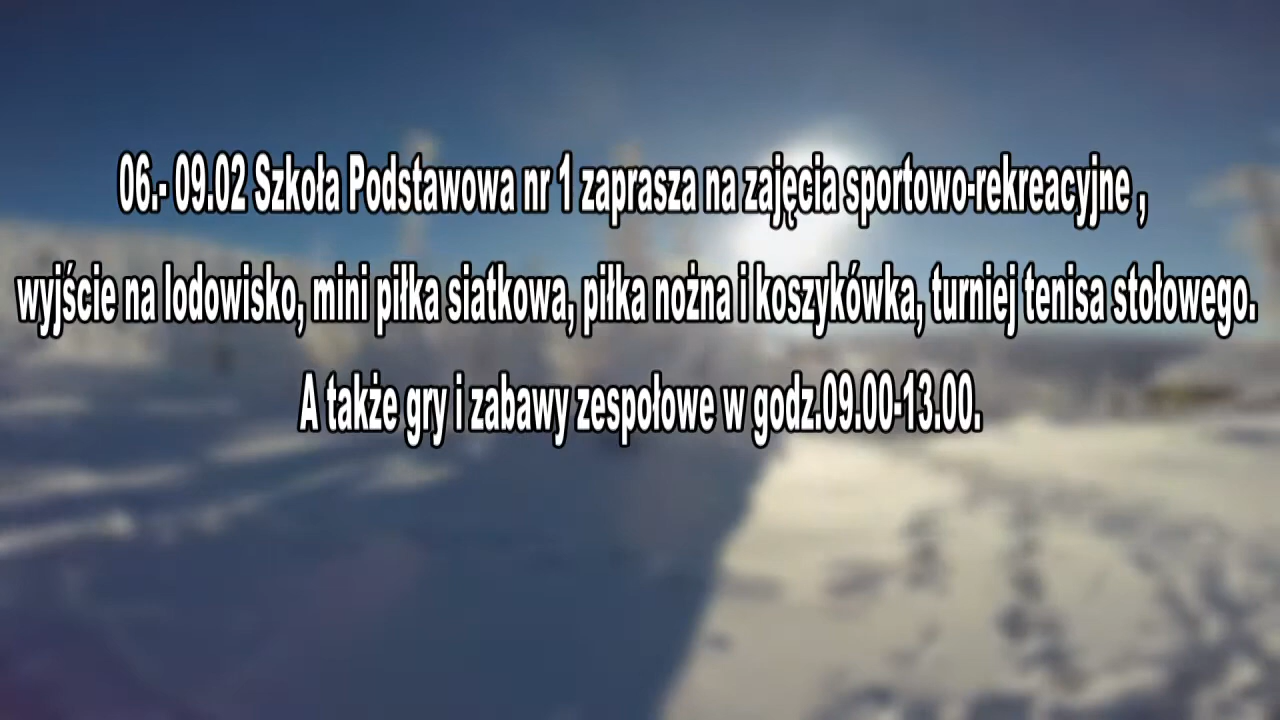 06.- 09.02 Szkoła Podstawowa nr 1 zaprasza na zajęcia sportowo-rekreacyjne ,
wyjście na lodowisko, mini piłka siatkowa, piłka nożna i koszykówka, turniej tenisa stołowego.
A także gry i zabawy zespołowe w godz.09.00-13.00.